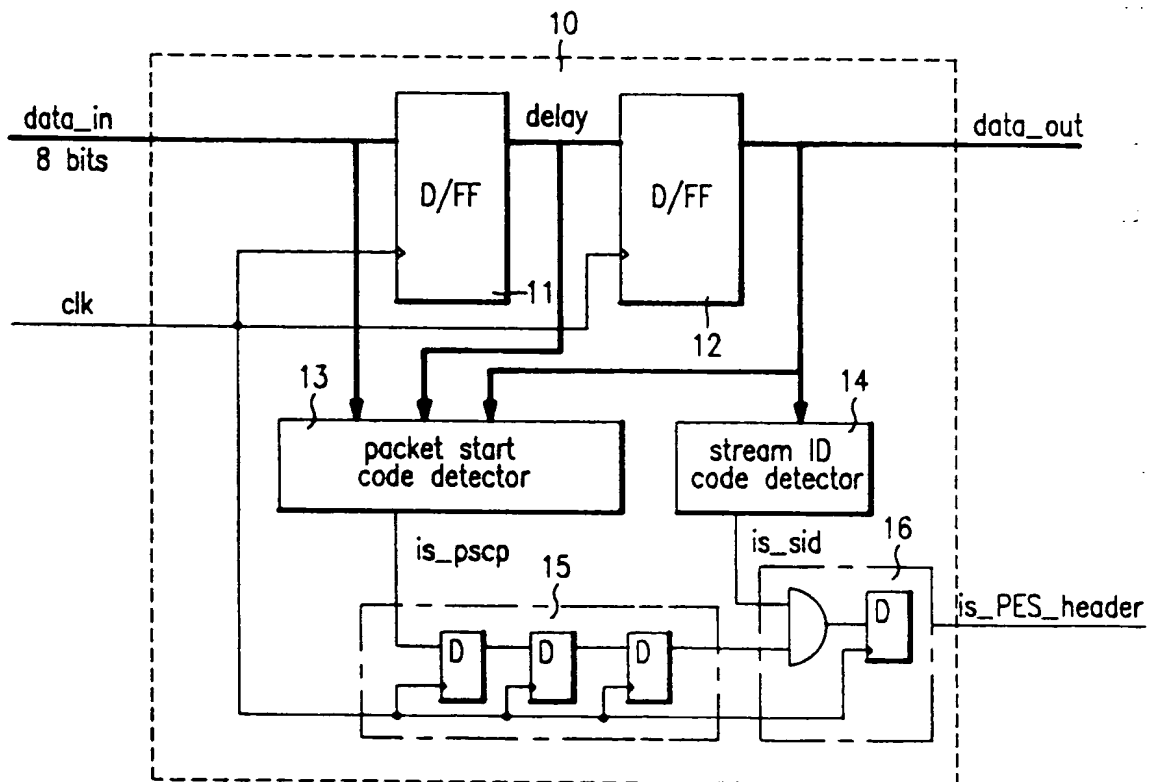 10
data_in
8 bits
delay
data_out
D/FF
D/FF
11
12
clk
13
14
packet start
code detector
stream ID
code detector
is_pscp
is_sid
15
16
D
D
D
D
is_PES_header